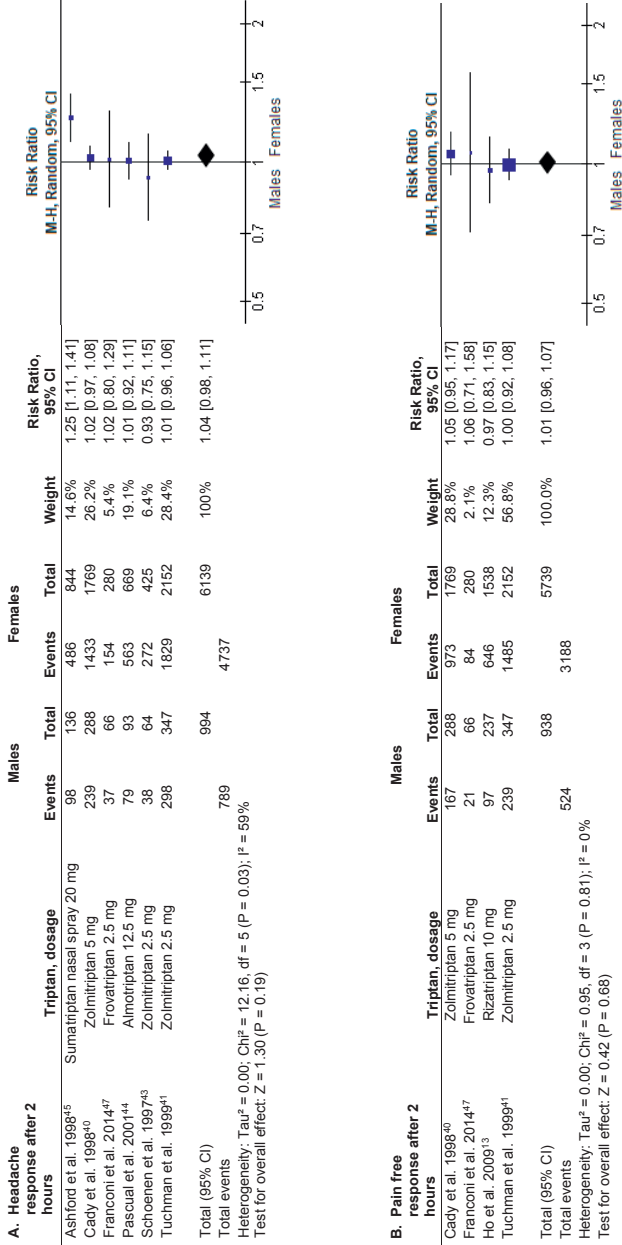 A. Headache response after 2 hours Triptan, dosage Males Events Total Females Events Total Weight Risk Ratio, 95% CI Risk Ratio M-H, Random, 95% CI
Ashford et al. 1998⁴⁵ Sumatriptan nasal spray 20 mg 98 136 486 844 14.6% 1.25 [1.11, 1.41]
Cady et al. 1998⁴⁰ Zolmitriptan 5 mg 239 288 1433 1769 26.2% 1.02 [0.97, 1.08]
Franconi et al. 2014⁴⁷ Frovatriptan 2.5 mg 37 66 154 280 5.4% 1.02 [0.80, 1.29]
Pascual et al. 2001⁴⁴ Almotriptan 12.5 mg 79 93 563 669 19.1% 1.01 [0.92, 1.11]
Schoenen et al. 1997⁴³ Zolmitriptan 2.5 mg 38 64 272 425 6.4% 0.93 [0.75, 1.15]
Tuchman et al. 1999⁴¹ Zolmitriptan 2.5 mg 298 347 1829 2152 28.4% 1.01 [0.96, 1.06]
Total (95% CI) 994 6139 100% 1.04 [0.98, 1.11]
Total events 789 4737
Heterogeneity: Tau² = 0.00; Chi² = 12.16, df = 5 (P = 0.03); I² = 59%
Test for overall effect: Z = 1.30 (P = 0.19)
0.5 0.7 1 1.5 2
Males Females
B. Pain free response after 2 hours Triptan, dosage Males Events Total Females Events Total Weight Risk Ratio, 95% CI Risk Ratio M-H, Random, 95% CI
Cady et al. 1998⁴⁰ Zolmitriptan 5 mg 167 288 973 1769 28.8% 1.05 [0.95, 1.17]
Franconi et al. 2014⁴⁷ Frovatriptan 2.5 mg 21 66 84 280 2.1% 1.06 [0.71, 1.58]
Ho et al. 2009¹³ Rizatriptan 10 mg 97 237 646 1538 12.3% 0.97 [0.83, 1.15]
Tuchman et al. 1999⁴¹ Zolmitriptan 2.5 mg 239 347 1485 2152 56.8% 1.00 [0.92, 1.08]
Total (95% CI) 938 5739 100.0% 1.01 [0.96, 1.07]
Total events 524 3188
Heterogeneity: Tau² = 0.00; Chi² = 0.95, df = 3 (P = 0.81); I² = 0%
Test for overall effect: Z = 0.42 (P = 0.68)
0.5 0.7 1 1.5 2
Males Females